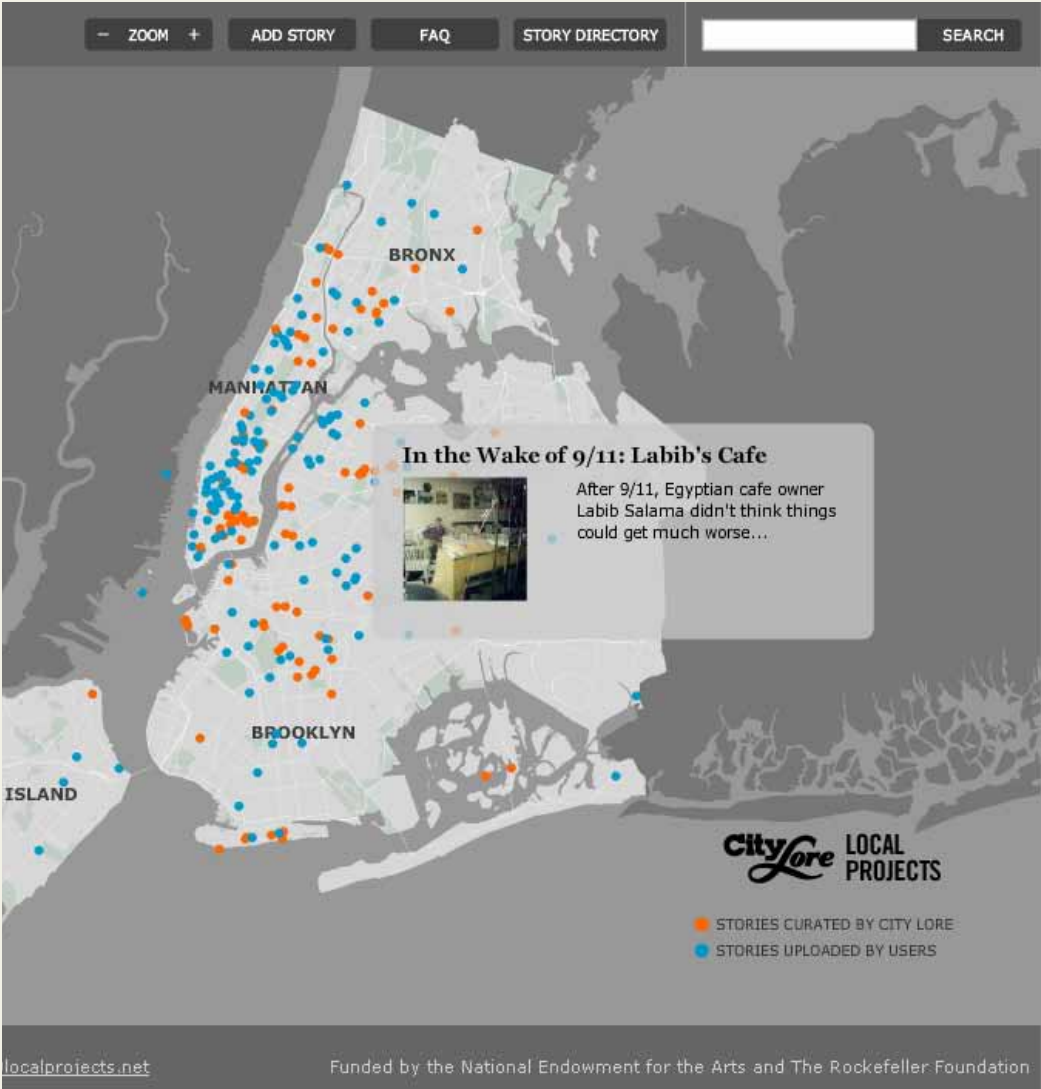 − ZOOM +
ADD STORY
FAQ
STORY DIRECTORY
SEARCH
BRONX
MANHATTAN
In the Wake of 9/11: Labib's Cafe
After 9/11, Egyptian cafe owner
Labib Salama didn't think things
could get much worse...
BROOKLYN
ISLAND
City Lore
LOCAL
PROJECTS
STORIES CURATED BY CITY LORE
STORIES UPLOADED BY USERS
localprojects.net
Funded by the National Endowment for the Arts and The Rockefeller Foundation